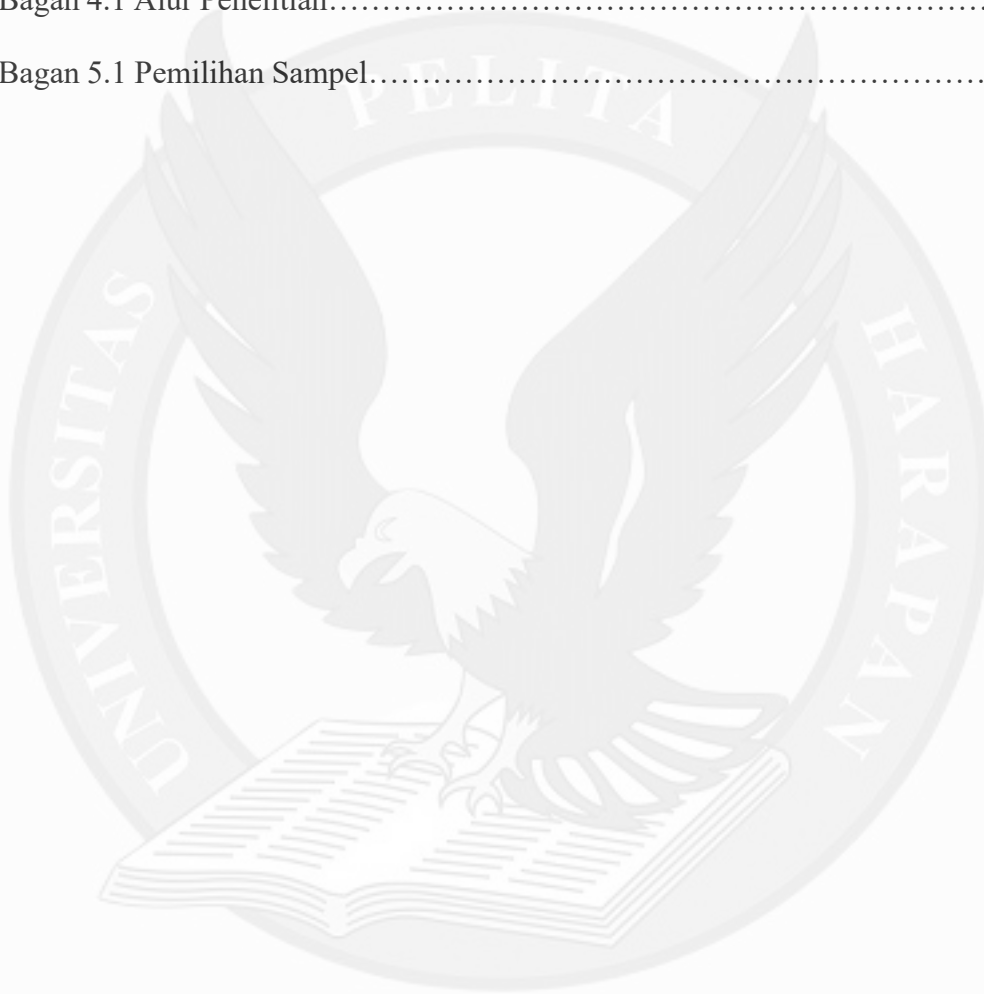 Bagan 4.1 Alur Penelitian……………………………………………………………
Bagan 5.1 Pemilihan Sampel…………………………………………………………
UNIVERSITAS PELITA HARAPAN